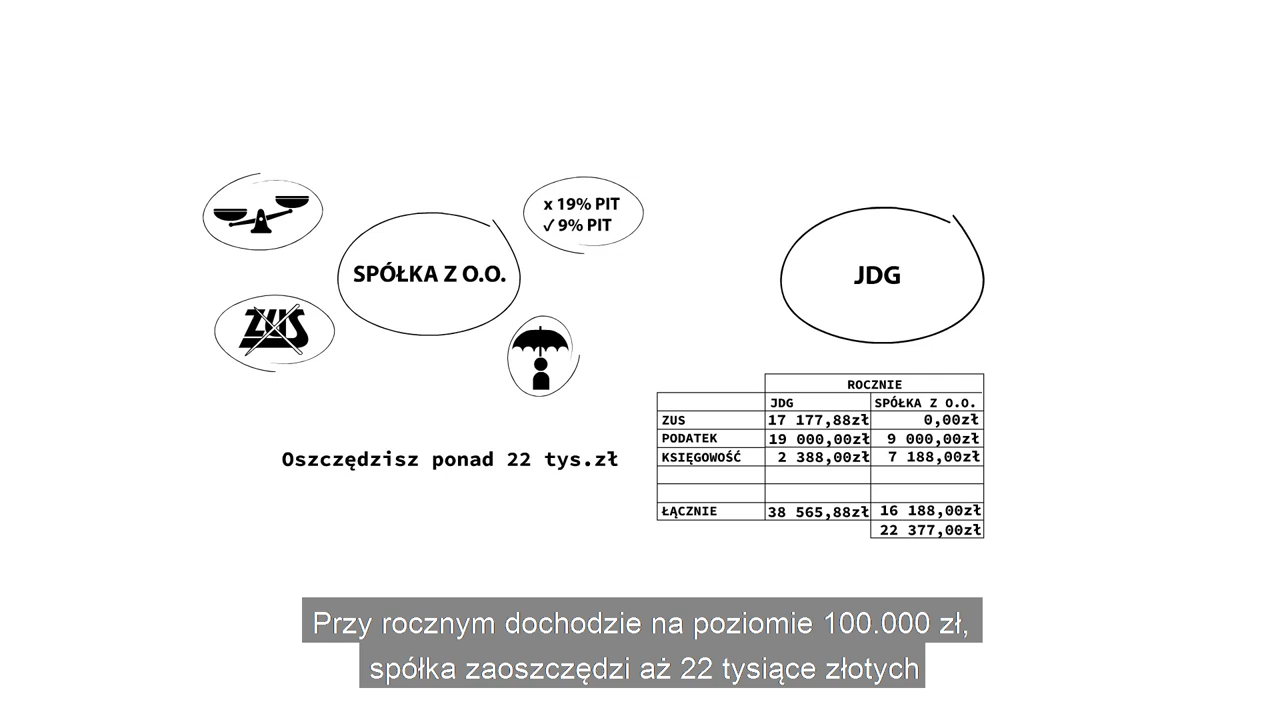 x 19% PIT
✓ 9% PIT
SPÓŁKA Z O.O.
JDG
ZUS
ROCZNIE
JDG SPÓŁKA Z O.O.
ZUS 17 177,88zł 0,00zł
PODATEK 19 000,00zł 9 000,00zł
KSIĘGOWOŚĆ 2 388,00zł 7 188,00zł
ŁĄCZNIE 38 565,88zł 16 188,00zł
22 377,00zł
Oszczędzisz ponad 22 tys.zł
Przy rocznym dochodzie na poziomie 100.000 zł,
spółka zaoszczędzi aż 22 tysiące złotych